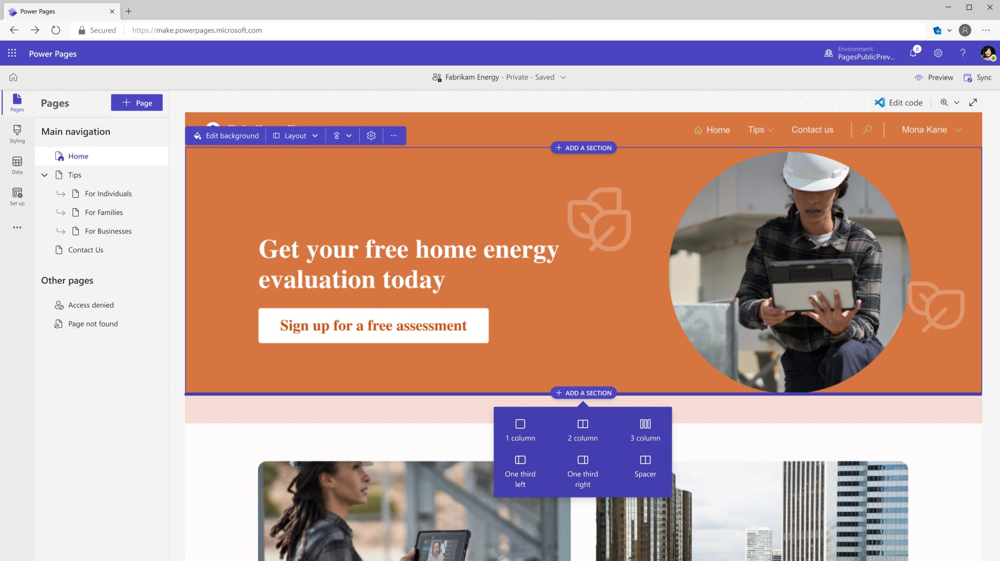 Power Pages
Secured
https://make.powerpages.microsoft.com
Power Pages
Environment
PagesPublicPrev...
8
Fabrikam Energy - Private - Saved
Preview
Sync
Pages
Styling
Data
Set up
Pages
Page
Main navigation
Home
Tips
For Individuals
For Families
For Businesses
Contact Us
Other pages
Access denied
Page not found
Edit code
Home
Tips
Contact us
Mona Kane
Edit background
Layout
ADD A SECTION
Get your free home energy
evaluation today
Sign up for a free assessment
ADD A SECTION
1 column
2 column
3 column
One third
left
One third
right
Spacer